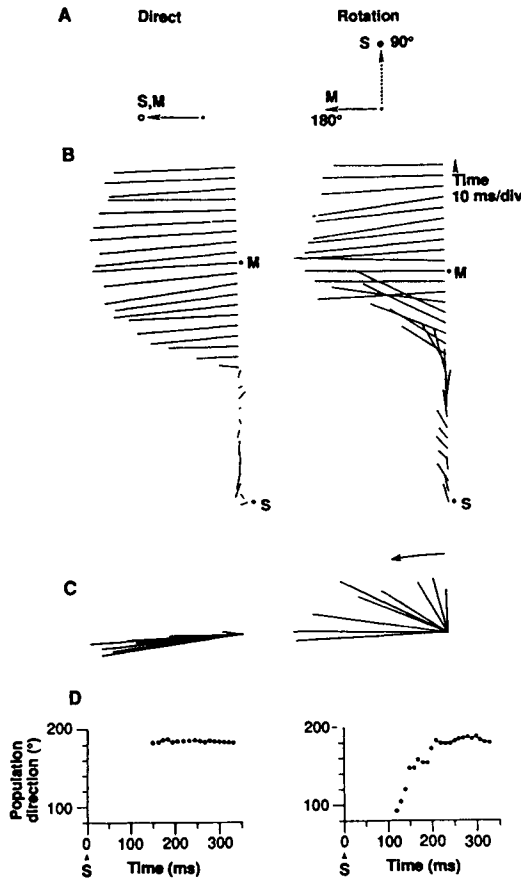 A Direct Rotation
S 90°
S,M
M
180°
B
Time
10 ms/div
M M
S S
C
D
200 200
Population
direction (°)
100 100
0 100 200 300 0 100 200 300
S Time (ms) S Time (ms)